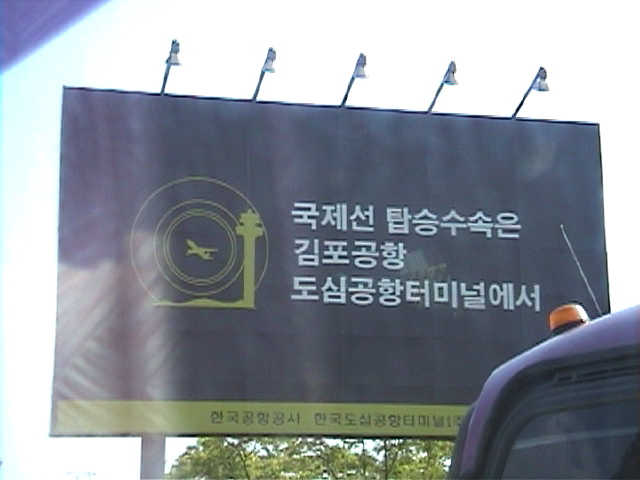 국제선 탑승수속은
김포공항
도심공항터미널에서
한국공항공사 한국도심공항터미널(주